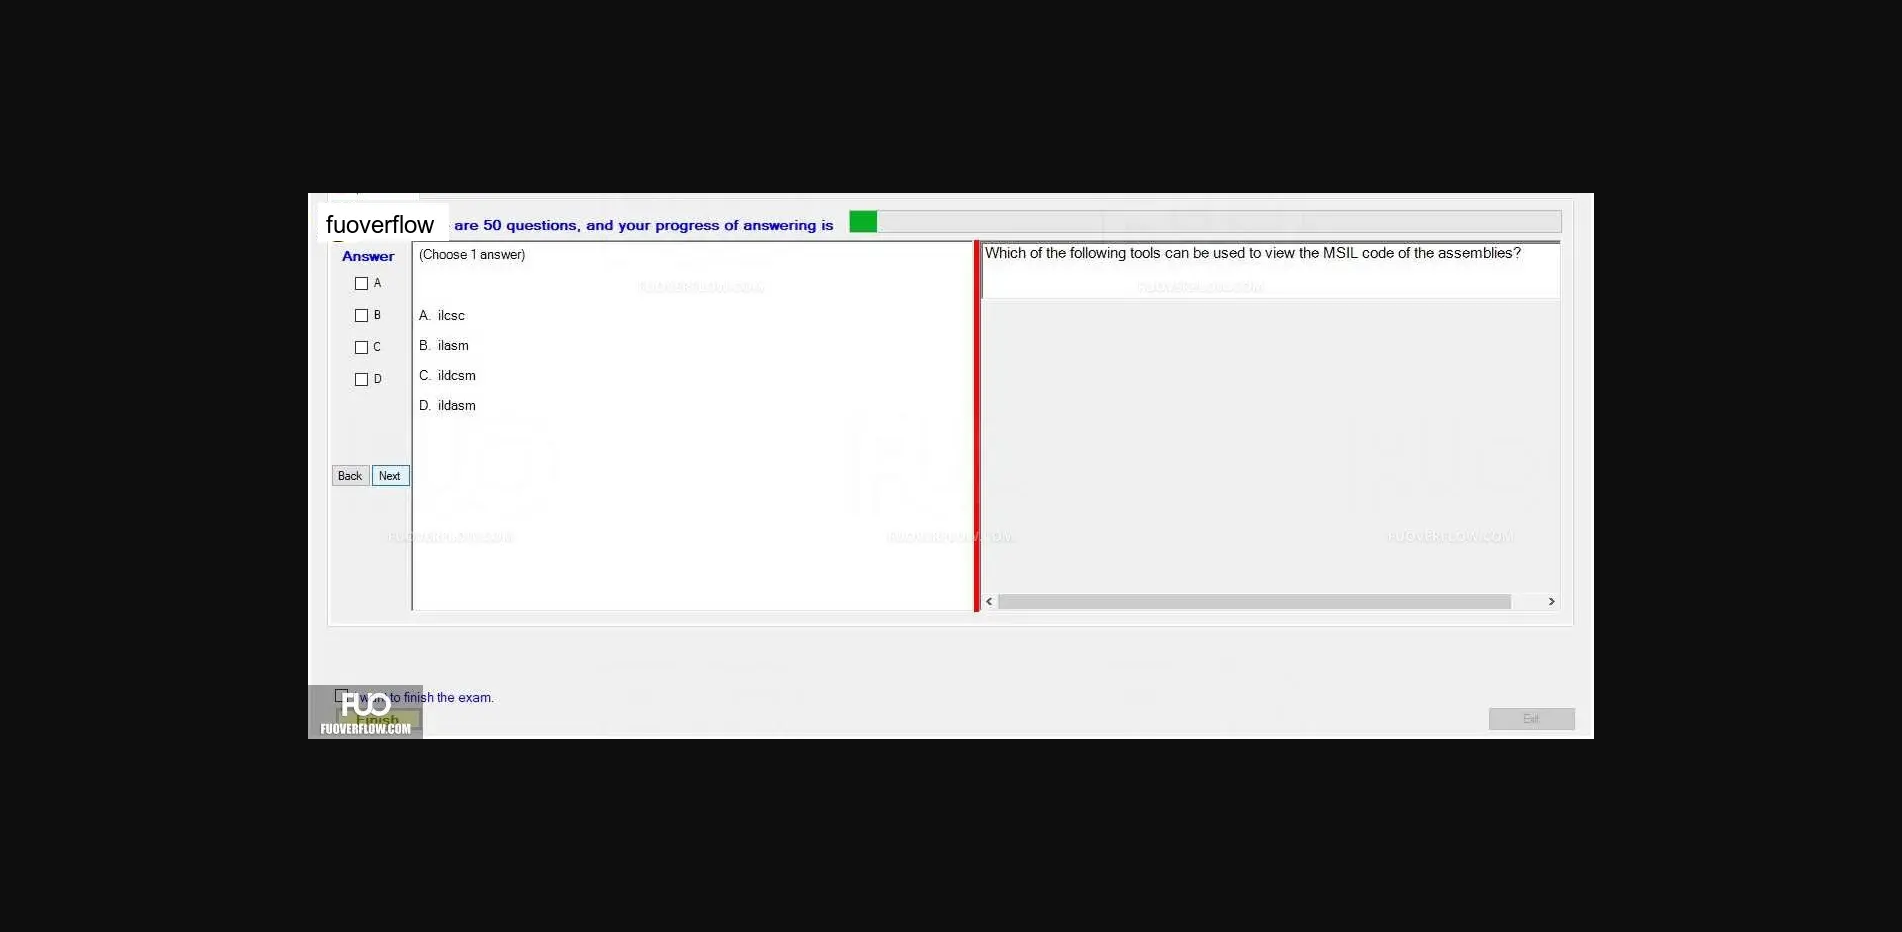 fuoverflow are 50 questions, and your progress of answering is
Answer
(Choose 1 answer)
Which of the following tools can be used to view the MSIL code of the assemblies?
A
B
C
D
FUOVERFLOW.COM
FUOVERFLOW.COM
A. ilcsc
B. ilasm
C. ildcsm
D. ildasm
Back Next
FUOVERFLOW.COM
FUOVERFLOW.COM
FUOVERFLOW.COM
to finish the exam.
FUO
Finish
FUOVERFLOW.COM
Exit